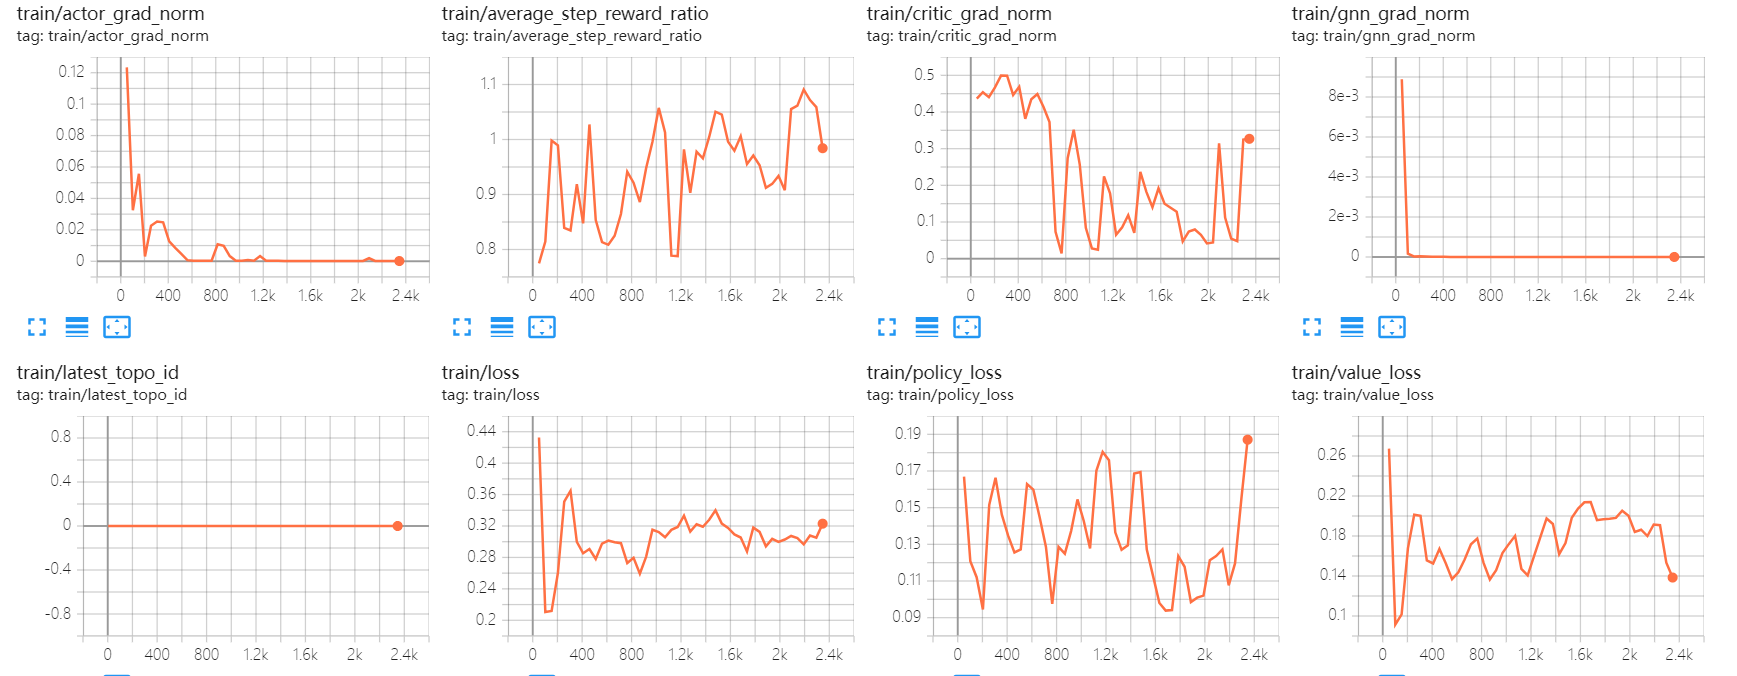 train/actor_grad_norm
tag: train/actor_grad_norm
0.12
0.1
0.08
0.06
0.04
0.02
0
0 400 800 1.2k 1.6k 2k 2.4k
train/average_step_reward_ratio
tag: train/average_step_reward_ratio
1.1
1
0.9
0.8
0 400 800 1.2k 1.6k 2k 2.4k
train/critic_grad_norm
tag: train/critic_grad_norm
0.5
0.4
0.3
0.2
0.1
0
0 400 800 1.2k 1.6k 2k 2.4k
train/gnn_grad_norm
tag: train/gnn_grad_norm
8e-3
6e-3
4e-3
2e-3
0
0 400 800 1.2k 1.6k 2k 2.4k
train/latest_topo_id
tag: train/latest_topo_id
0.8
0.4
0
-0.4
-0.8
0 400 800 1.2k 1.6k 2k 2.4k
train/loss
tag: train/loss
0.44
0.4
0.36
0.32
0.28
0.24
0.2
0 400 800 1.2k 1.6k 2k 2.4k
train/policy_loss
tag: train/policy_loss
0.19
0.17
0.15
0.13
0.11
0.09
0 400 800 1.2k 1.6k 2k 2.4k
train/value_loss
tag: train/value_loss
0.26
0.22
0.18
0.14
0.1
0 400 800 1.2k 1.6k 2k 2.4k